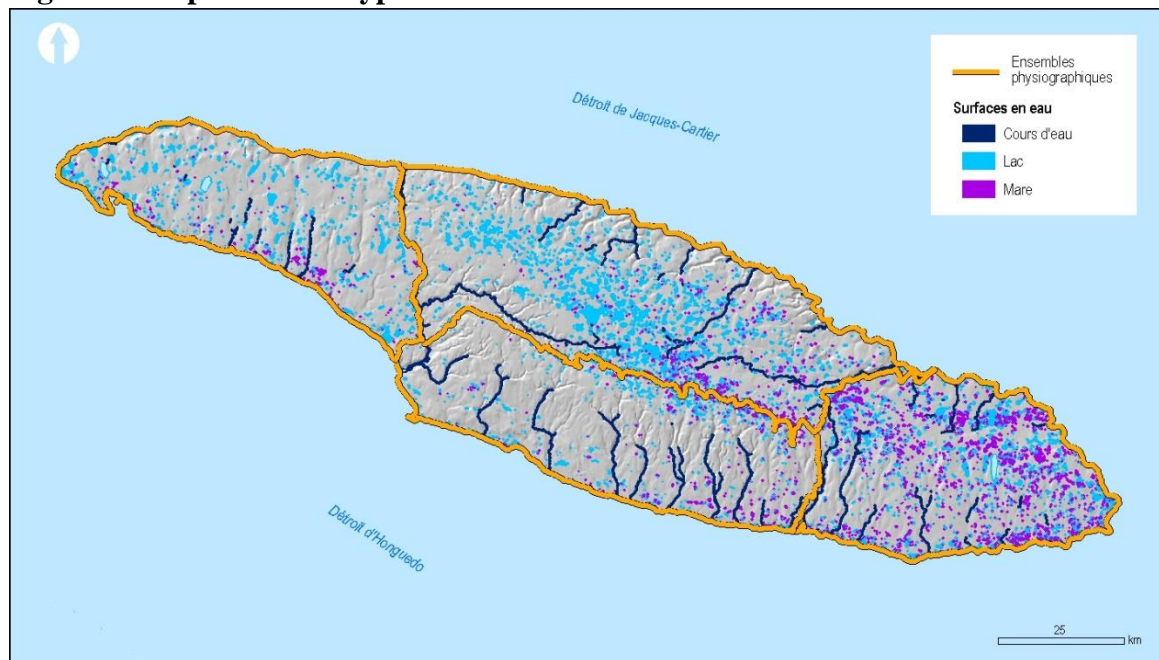 Ensembles
physiographiques
Surfaces en eau
Cours d'eau
Lac
Mare
Détroit de Jacques-Cartier
Détroit d'Honguedo
25
km